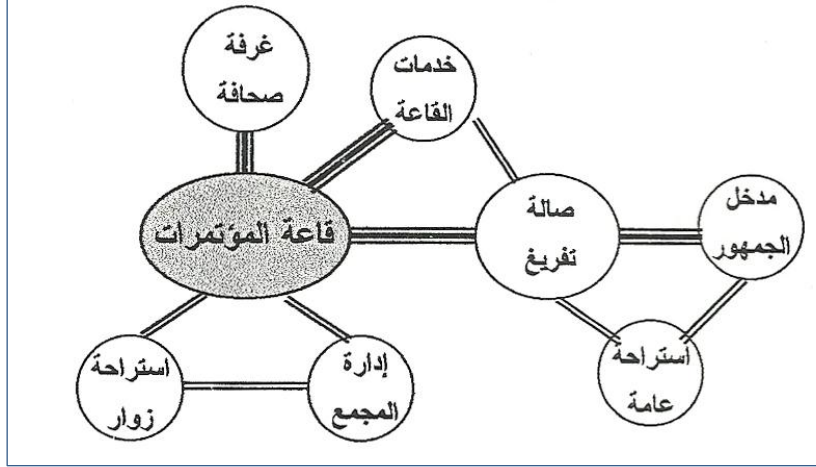 غرفة
صحافة
خدمات
القاعة
قاعة المؤتمرات
صالة
تفريغ
مدخل
الجمهور
استراحة
زوار
إدارة
المجمع
استراحة
عامة